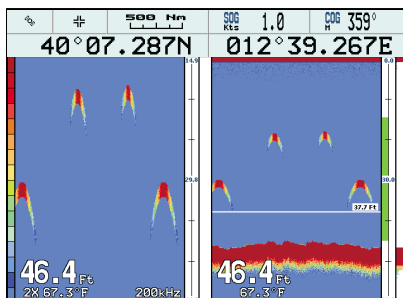 500 Nm SOG Kts 1.0 COG M 359°
40°07.287N 012°39.267E
14.9 0.0
29.8 30.0
37.7 Ft
46.4 Ft 46.4 Ft
2X 67.3°F 200kHz 67.3°F